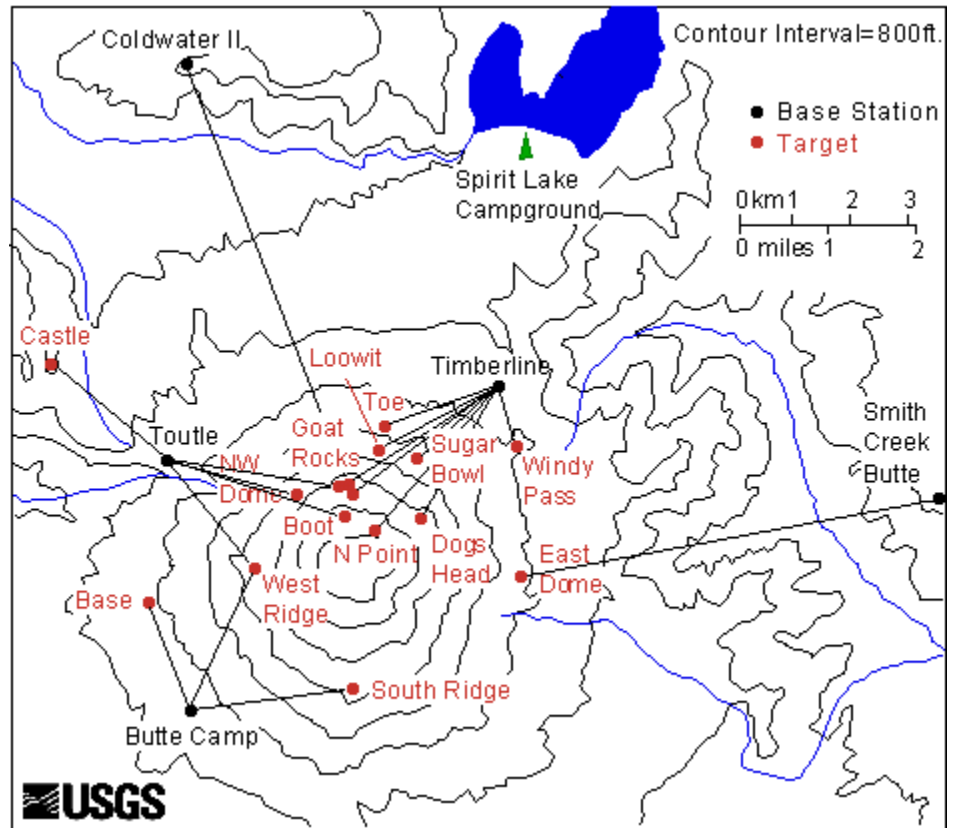 Coldwater II
Contour Interval=800ft.
Base Station
Target
Spirit Lake
Campground
0km1 2 3
0 miles 1 2
Castle
Loowit
Timberline
Toe
Goat
Rocks
Sugar
Bowl
Toutle
NW
Dome
Windy
Pass
Smith
Creek
Butte
Boot
N Point
Dogs
Head
East
Dome
West
Ridge
Base
South Ridge
Butte Camp
USGS